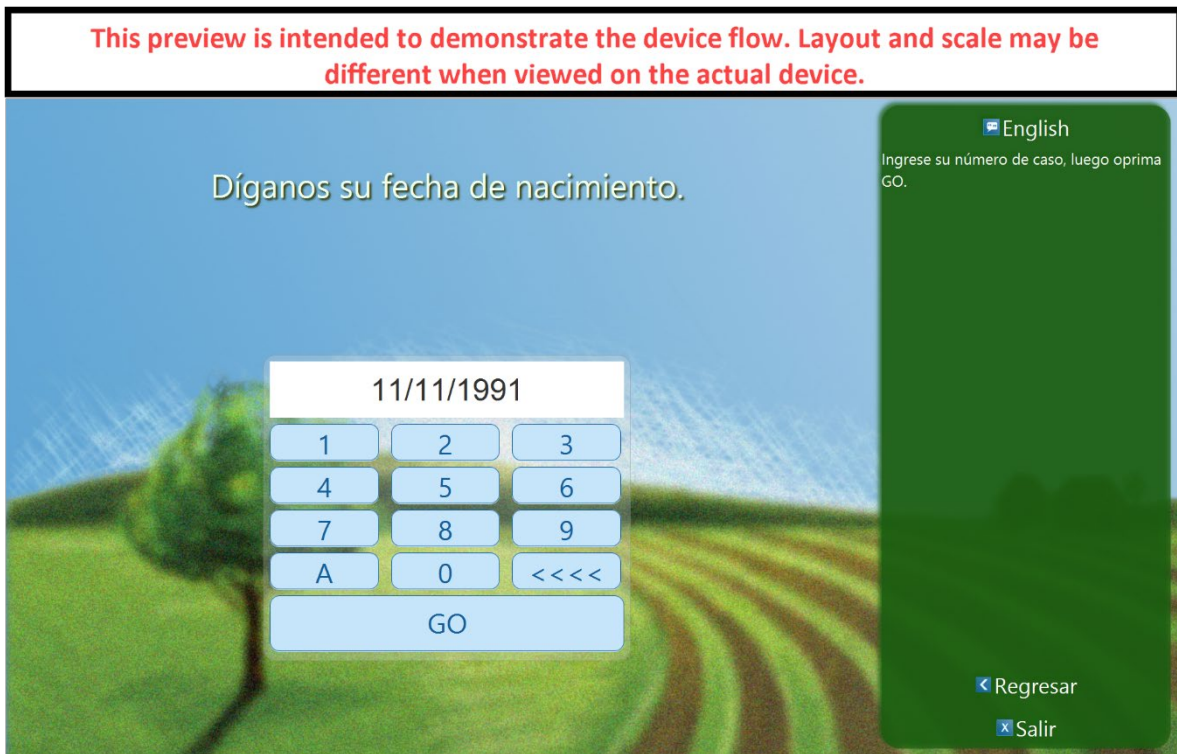 This preview is intended to demonstrate the device flow. Layout and scale may be
different when viewed on the actual device.
Díganos su fecha de nacimiento.
11/11/1991
1 2 3
4 5 6
7 8 9
A 0 <<<<
GO
English
Ingrese su número de caso, luego oprima
GO.
Regresar
Salir